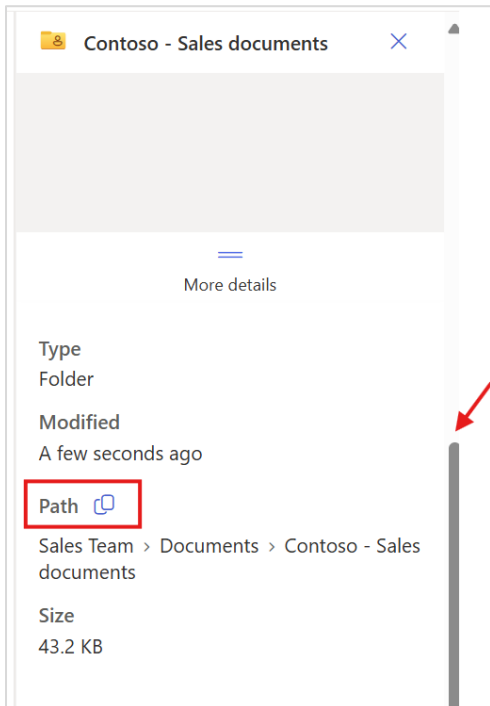 Contoso - Sales documents
More details
Type
Folder
Modified
A few seconds ago
Path
Sales Team > Documents > Contoso - Sales
documents
Size
43.2 KB